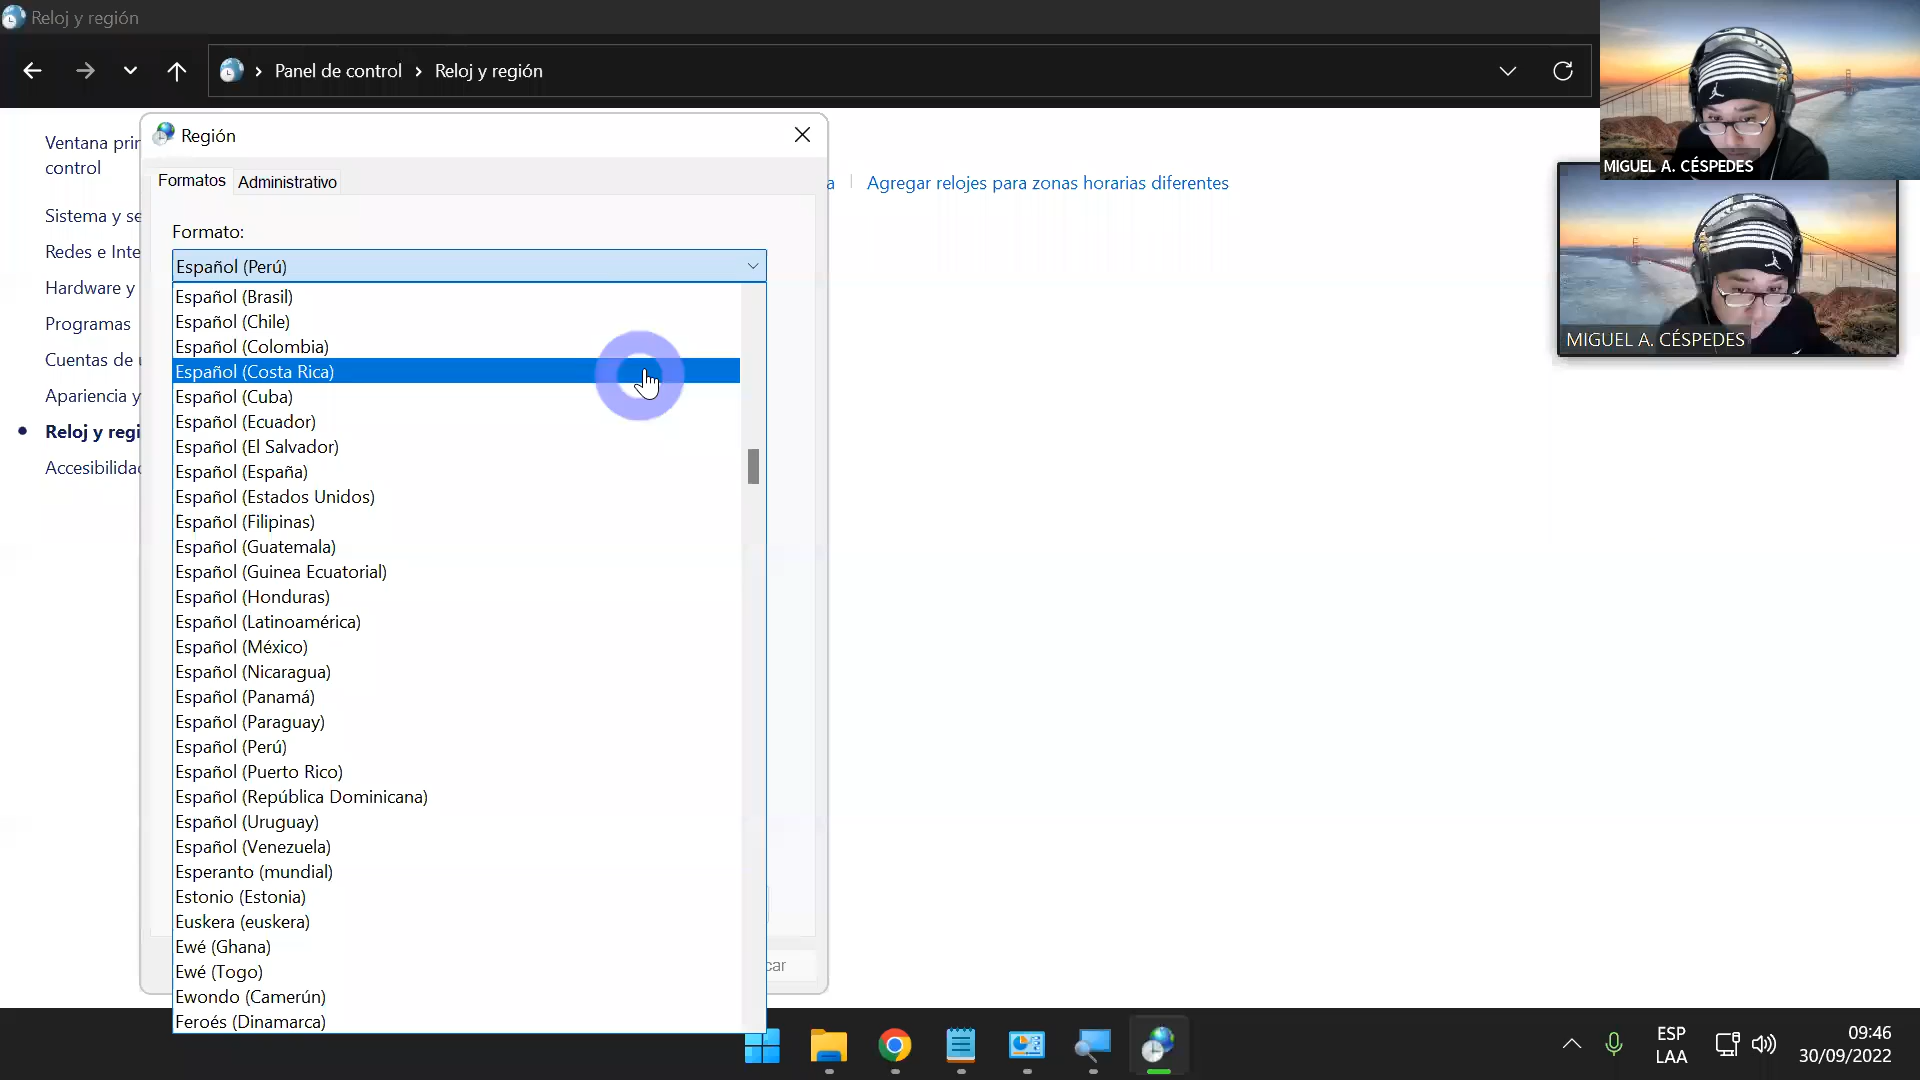 Reloj y región
Panel de control
Reloj y región
Ventana prin
control
Sistema y se
Redes e Inte
Hardware y
Programas
Cuentas de u
Apariencia y
Reloj y regi
Accesibilidad
Región
Formatos
Administrativo
Formato:
Español (Perú)
Español (Brasil)
Español (Chile)
Español (Colombia)
Español (Costa Rica)
Español (Cuba)
Español (Ecuador)
Español (El Salvador)
Español (España)
Español (Estados Unidos)
Español (Filipinas)
Español (Guatemala)
Español (Guinea Ecuatorial)
Español (Honduras)
Español (Latinoamérica)
Español (México)
Español (Nicaragua)
Español (Panamá)
Español (Paraguay)
Español (Perú)
Español (Puerto Rico)
Español (República Dominicana)
Español (Uruguay)
Español (Venezuela)
Esperanto (mundial)
Estonio (Estonia)
Euskera (euskera)
Ewé (Ghana)
Ewé (Togo)
Ewondo (Camerún)
Feroés (Dinamarca)
car
a
Agregar relojes para zonas horarias diferentes
MIGUEL A. CÉSPEDES
MIGUEL A. CÉSPEDES
ESP
LAA
09:46
30/09/2022